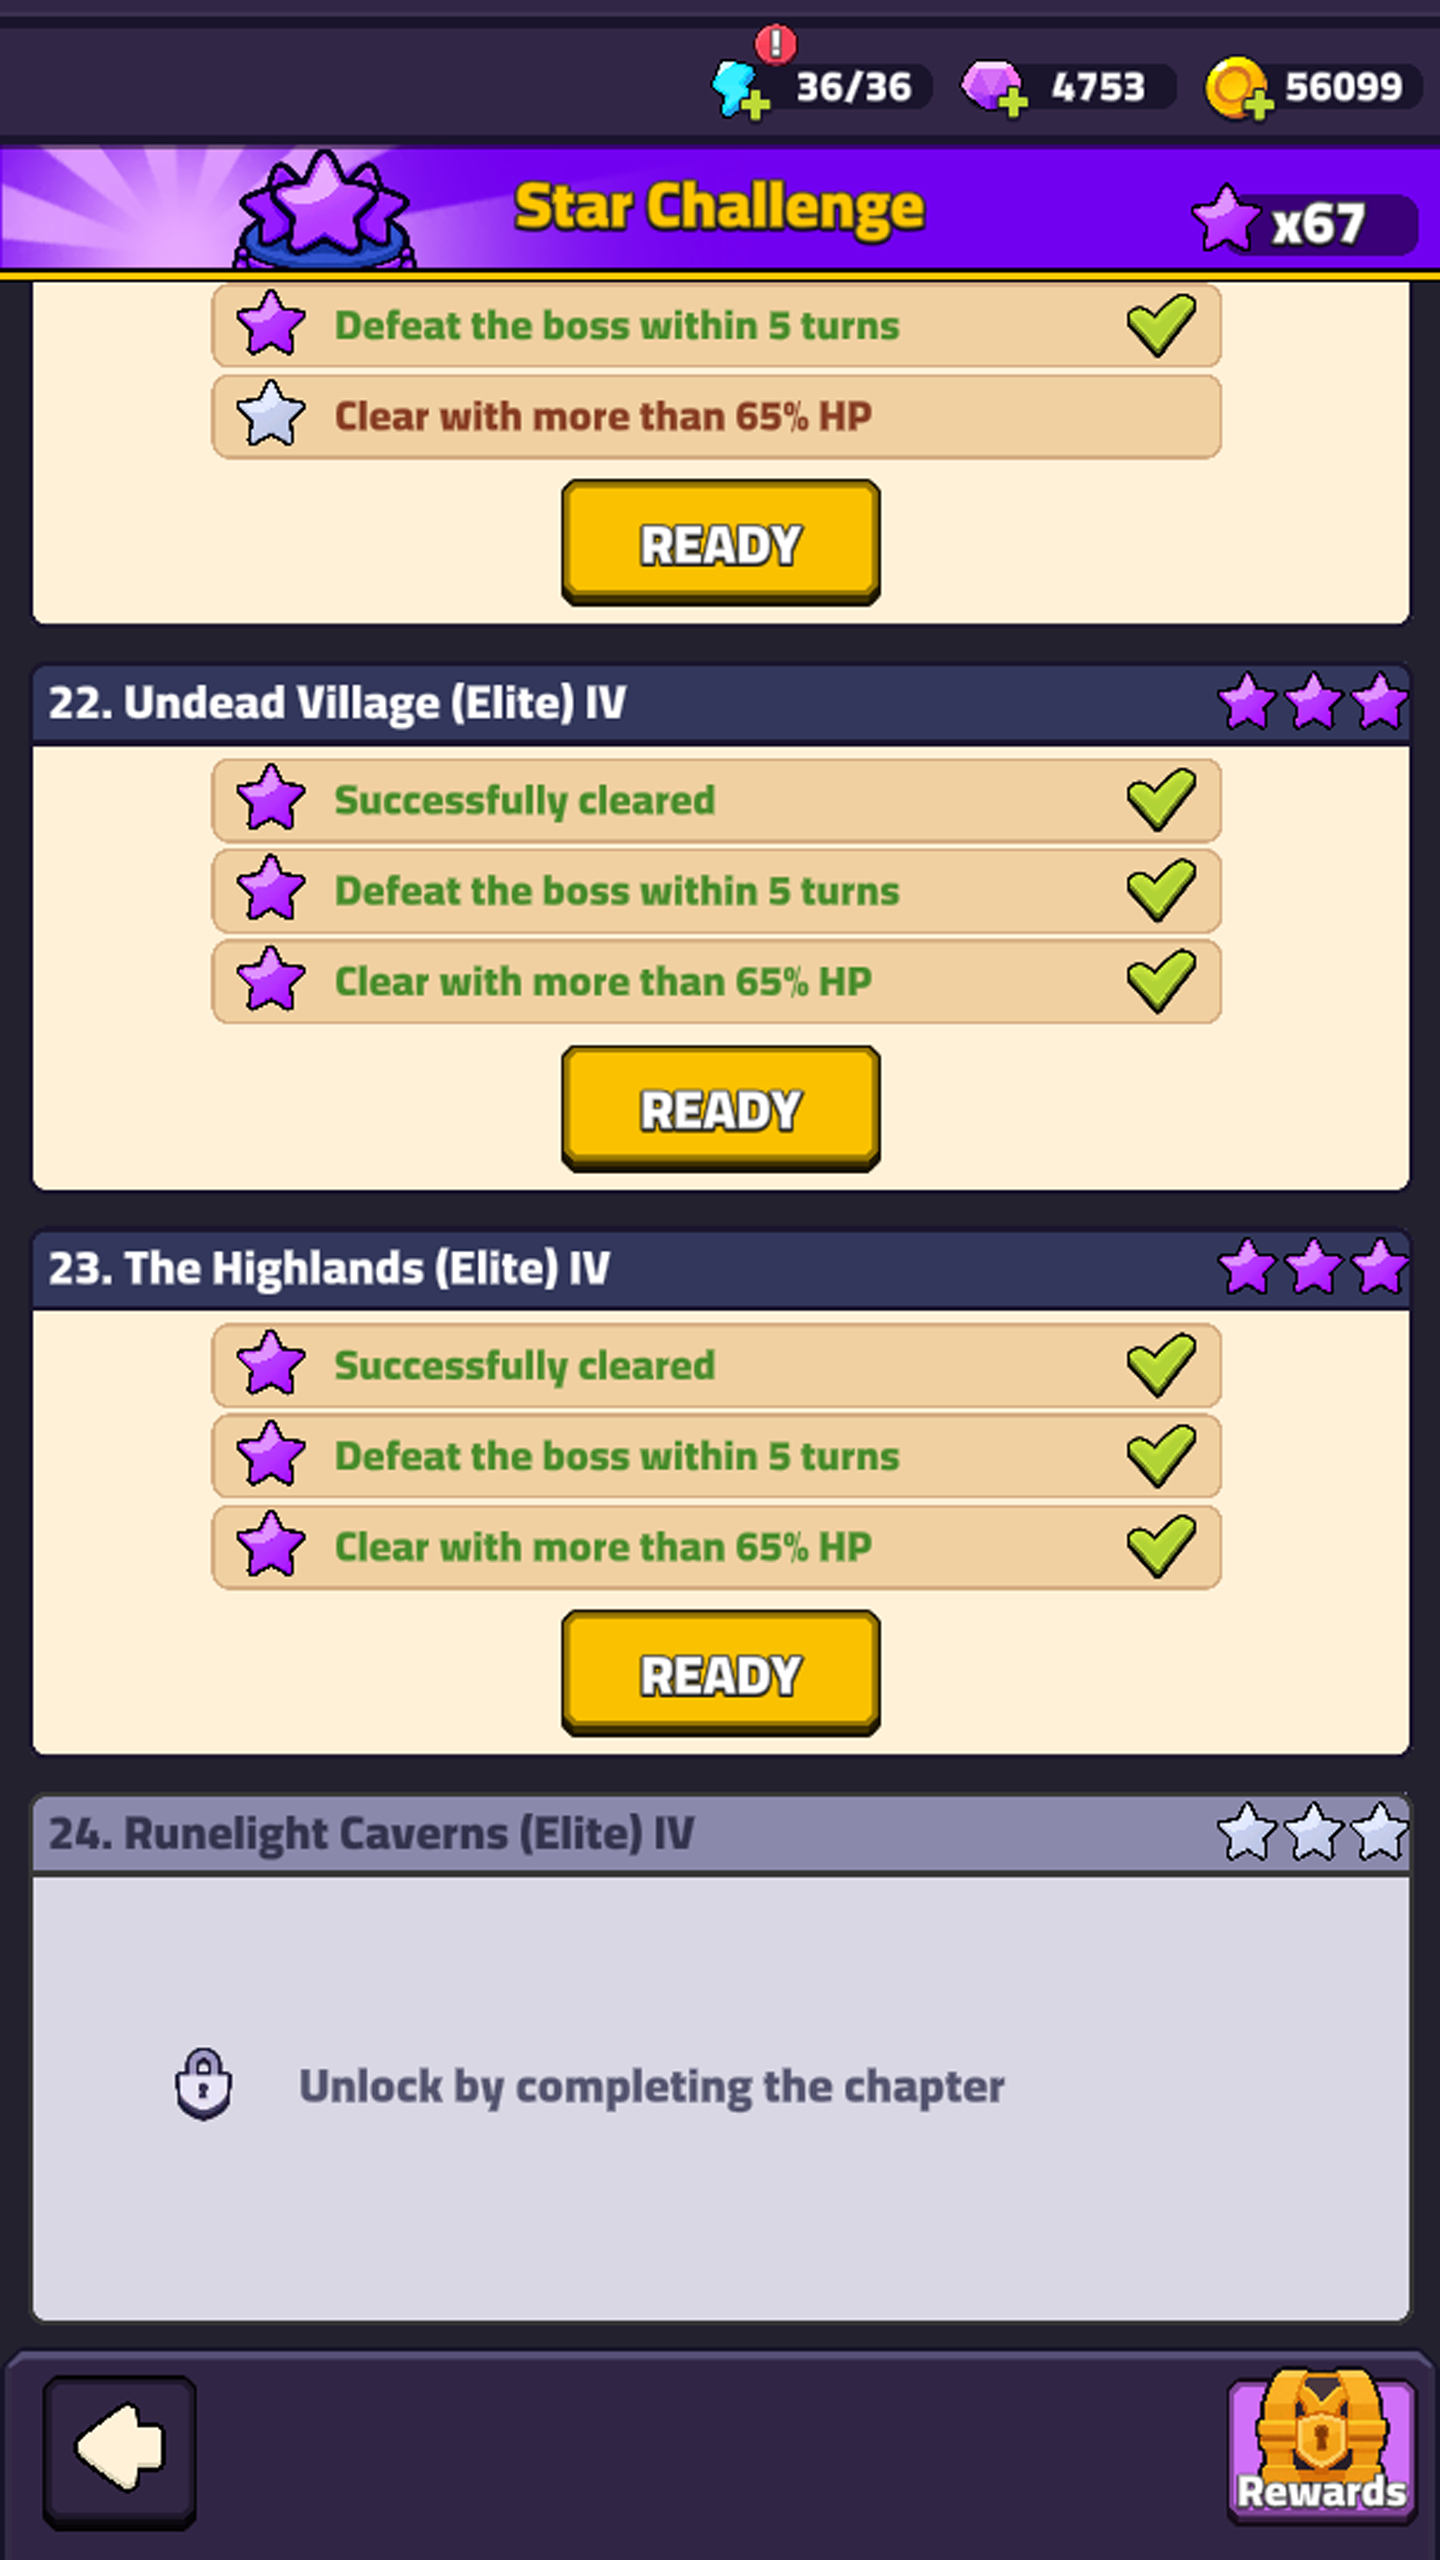 36/36 4753 56099
Star Challenge x67
Defeat the boss within 5 turns
Clear with more than 65% HP
READY
22. Undead Village (Elite) IV
Successfully cleared
Defeat the boss within 5 turns
Clear with more than 65% HP
READY
23. The Highlands (Elite) IV
Successfully cleared
Defeat the boss within 5 turns
Clear with more than 65% HP
READY
24. Runelight Caverns (Elite) IV
Unlock by completing the chapter
Rewards